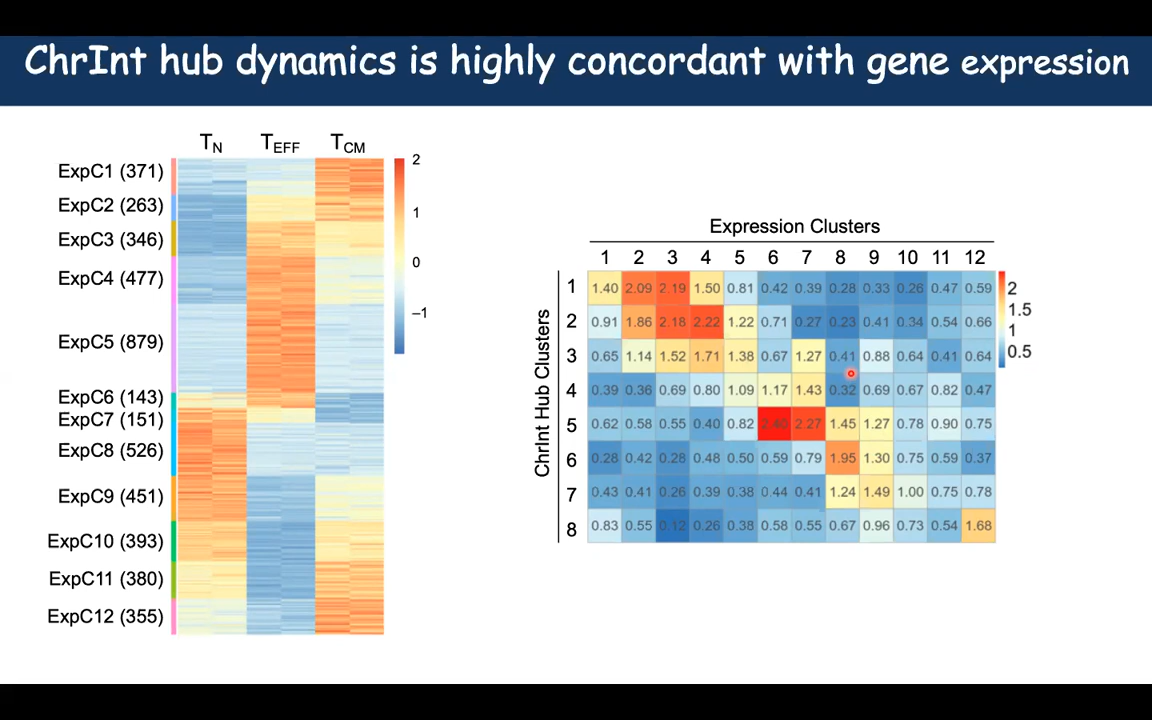 ChrInt hub dynamics is highly concordant with gene expression
TN TEFF TCM
ExpC1 (371)
ExpC2 (263)
ExpC3 (346)
ExpC4 (477)
ExpC5 (879)
ExpC6 (143)
ExpC7 (151)
ExpC8 (526)
ExpC9 (451)
ExpC10 (393)
ExpC11 (380)
ExpC12 (355)
2
1
0
–1
Expression Clusters
1 2 3 4 5 6 7 8 9 10 11 12
ChrInt Hub Clusters
1 1.40 2.09 2.19 1.50 0.81 0.42 0.39 0.28 0.33 0.26 0.47 0.59
2 0.91 1.86 2.18 2.22 1.22 0.71 0.27 0.23 0.41 0.34 0.54 0.66
3 0.65 1.14 1.52 1.71 1.38 0.67 1.27 0.41 0.88 0.64 0.41 0.64
4 0.39 0.36 0.69 0.80 1.09 1.17 1.43 0.32 0.69 0.67 0.82 0.47
5 0.62 0.58 0.55 0.40 0.82 2.40 2.27 1.45 1.27 0.78 0.90 0.75
6 0.28 0.42 0.28 0.48 0.50 0.59 0.79 1.95 1.30 0.75 0.59 0.37
7 0.43 0.41 0.26 0.39 0.38 0.44 0.41 1.24 1.49 1.00 0.75 0.78
8 0.83 0.55 0.12 0.26 0.38 0.58 0.55 0.67 0.96 0.73 0.54 1.68
2
1.5
1
0.5